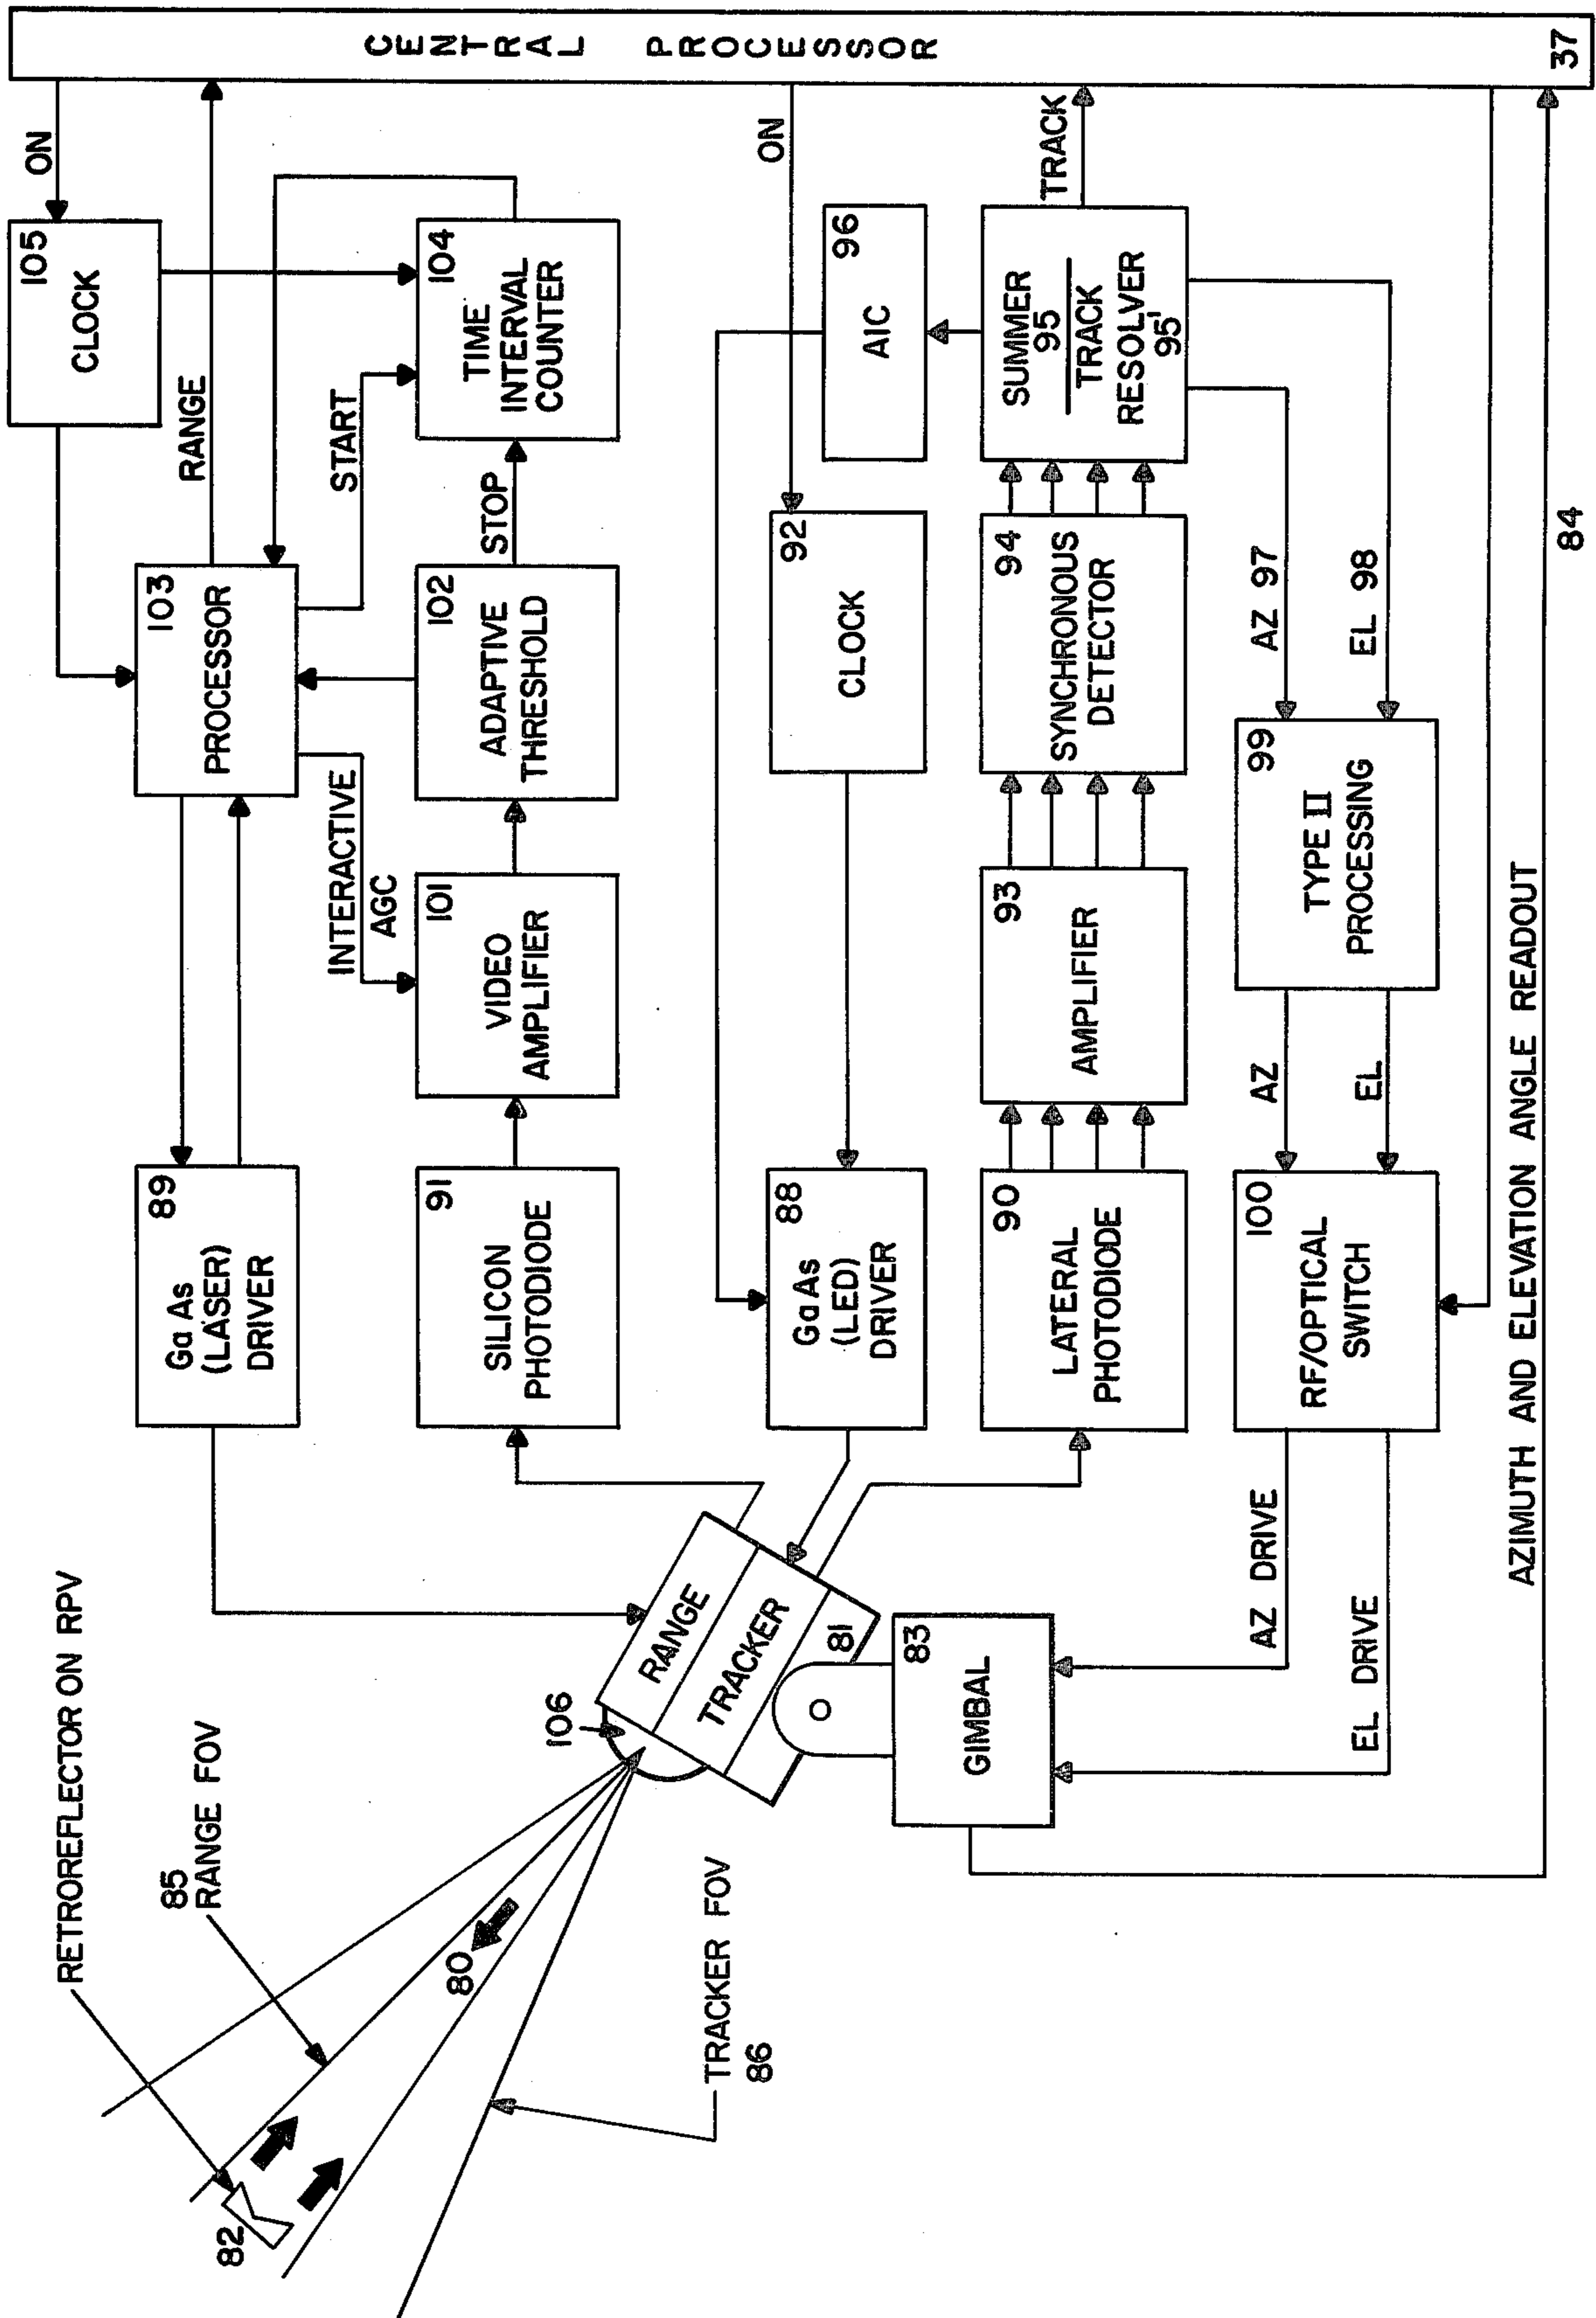 RETROREFLECTOR ON RPV
85
RANGE FOV
82
80
TRACKER FOV
86
106
RANGE
TRACKER
81
83
GIMBAL
89
GaAs
(LASER)
DRIVER
103
PROCESSOR
105
CLOCK
ON
RANGE
INTERACTIVE
AGC
START
91
SILICON
PHOTODIODE
101
VIDEO
AMPLIFIER
102
ADAPTIVE
THRESHOLD
STOP
104
TIME
INTERVAL
COUNTER
88
GaAs
(LED)
DRIVER
92
CLOCK
96
AIC
ON
90
LATERAL
PHOTODIODE
93
AMPLIFIER
94
SYNCHRONOUS
DETECTOR
SUMMER
95
TRACK
RESOLVER
95'
TRACK
AZ DRIVE
EL DRIVE
100
RF/OPTICAL
SWITCH
AZ
EL
99
TYPE II
PROCESSING
AZ 97
EL 98
AZIMUTH AND ELEVATION ANGLE READOUT
84
CENTRAL PROCESSOR
37